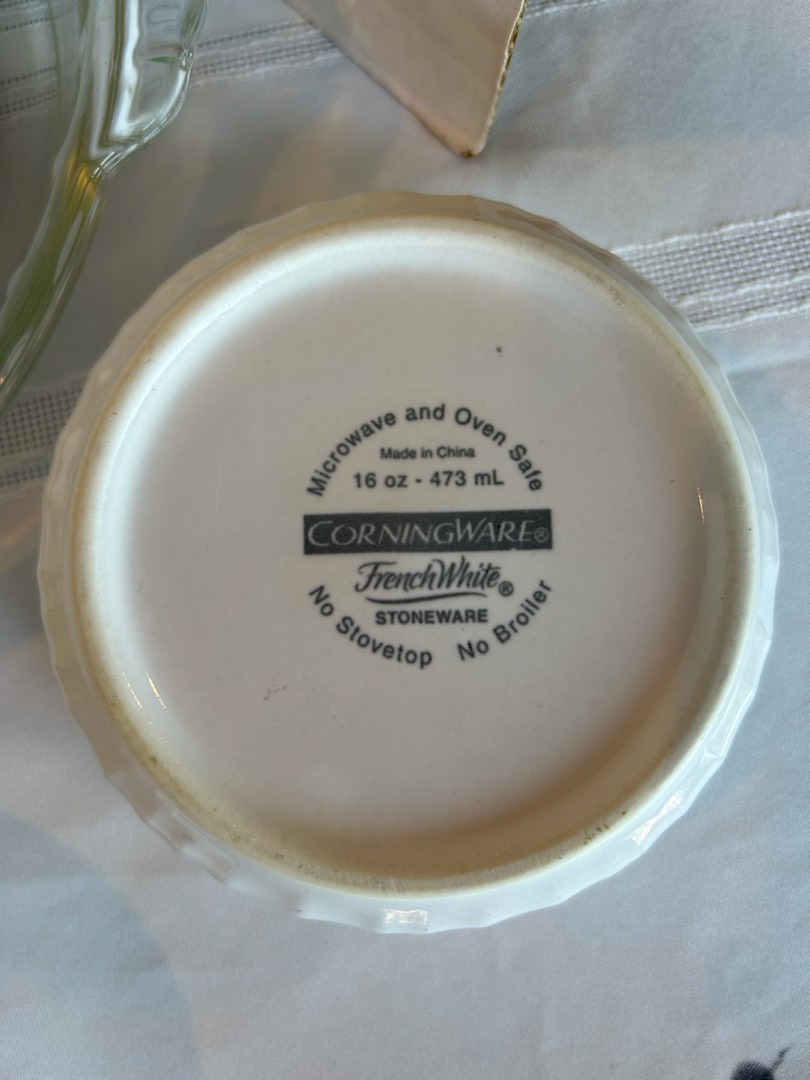 Microwave and Oven Safe
Made in China
16 oz - 473 mL
CORNINGWARE®
FrenchWhite®
STONEWARE
No Stovetop No Broiler